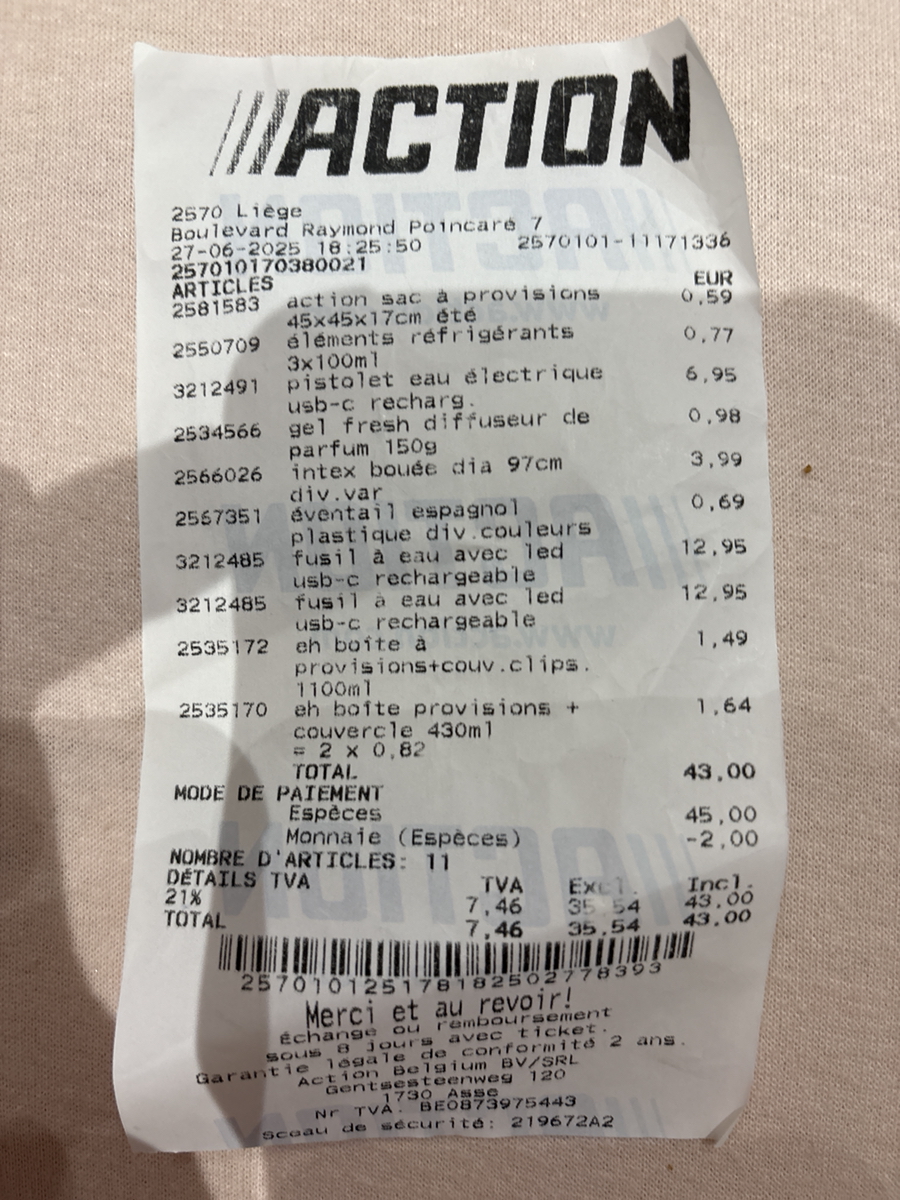 ///ACTION
2570 Liège
Boulevard Raymond Poincaré 7
27-06-2025 18:25:50 2570101-11171336
257010170380021
ARTICLES EUR
2581583 action sac à provisions 0,59
45x45x17cm été
2550709 éléments réfrigérants 0,77
3x100ml
3212491 pistolet eau électrique 6,95
usb-c recharg.
2534566 gel fresh diffuseur de 0,98
parfum 150g
2566026 intex bouée dia 97cm 3,99
div.var
2567351 éventail espagnol 0,69
plastique div.couleurs
3212485 fusil à eau avec led 12,95
usb-c rechargeable
3212485 fusil à eau avec led 12,95
usb-c rechargeable
2535172 eh boîte à 1,49
provisions+couv.clips.
1100ml
2535170 eh boîte provisions + 1,64
couvercle 430ml
= 2 x 0,82
TOTAL 43,00
MODE DE PAIEMENT
Espèces 45,00
Monnaie (Espèces) -2,00
NOMBRE D'ARTICLES: 11
DÉTAILS TVA TVA Excl. Incl.
21% 7,46 35,54 43,00
TOTAL 7,46 35,54 43,00
2570101251781825027​78393
Merci et au revoir!
Échange ou remboursement
sous 8 jours avec ticket.
Garantie légale de conformité 2 ans.
Action Belgium BV/SRL
Gentsesteenweg 120
1730 Asse
Nr TVA. BE0873975443
Sceau de sécurité: 219672A2